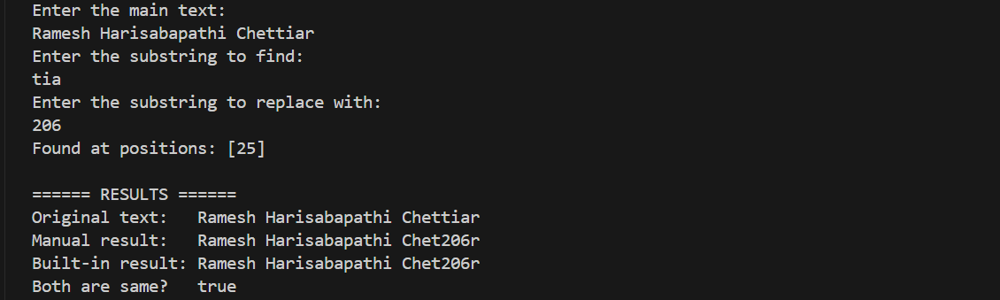 Enter the main text:
Ramesh Harisabapathi Chettiar
Enter the substring to find:
tia
Enter the substring to replace with:
206
Found at positions: [25]
====== RESULTS ======
Original text:   Ramesh Harisabapathi Chettiar
Manual result:   Ramesh Harisabapathi Chet206r
Built-in result: Ramesh Harisabapathi Chet206r
Both are same?   true